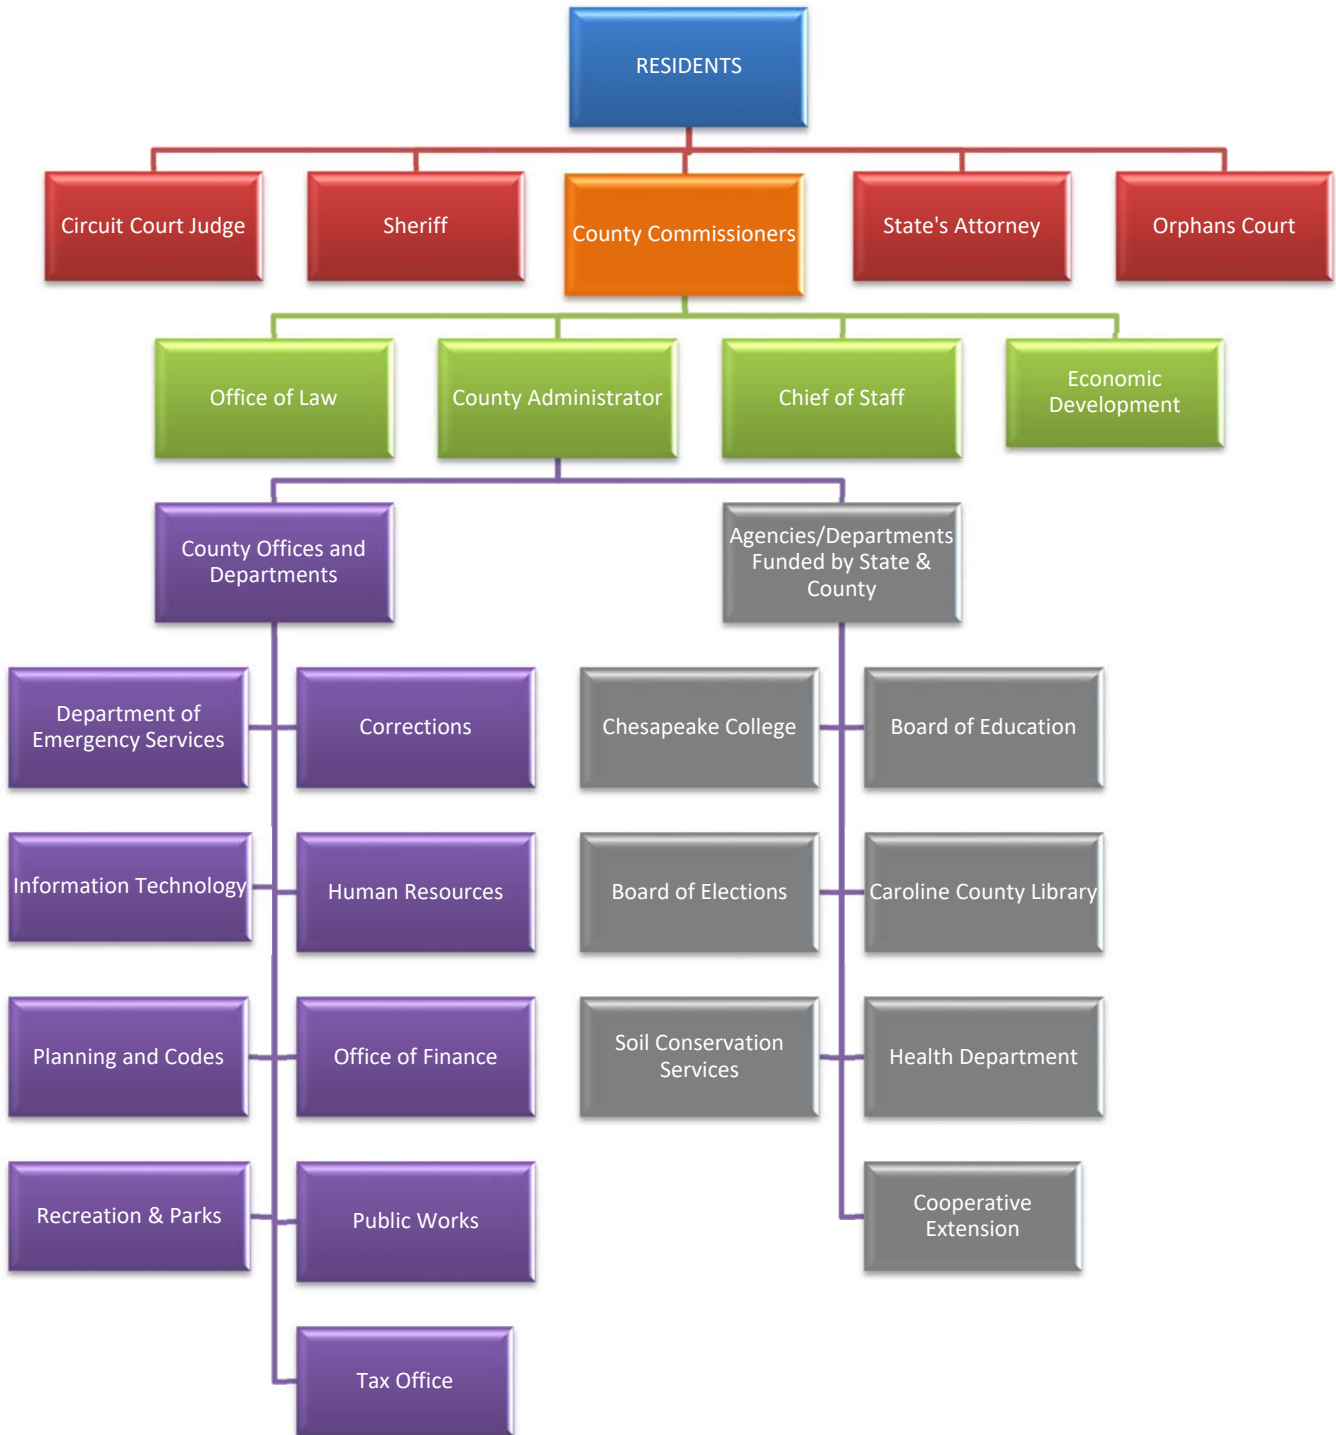 RESIDENTS
Circuit Court Judge
Sheriff
County Commissioners
State's Attorney
Orphans Court
Office of Law
County Administrator
Chief of Staff
Economic
Development
County Offices and
Departments
Agencies/Departments
Funded by State &
County
Department of
Emergency Services
Corrections
Chesapeake College
Board of Education
Information Technology
Human Resources
Board of Elections
Caroline County Library
Planning and Codes
Office of Finance
Soil Conservation
Services
Health Department
Recreation & Parks
Public Works
Cooperative
Extension
Tax Office